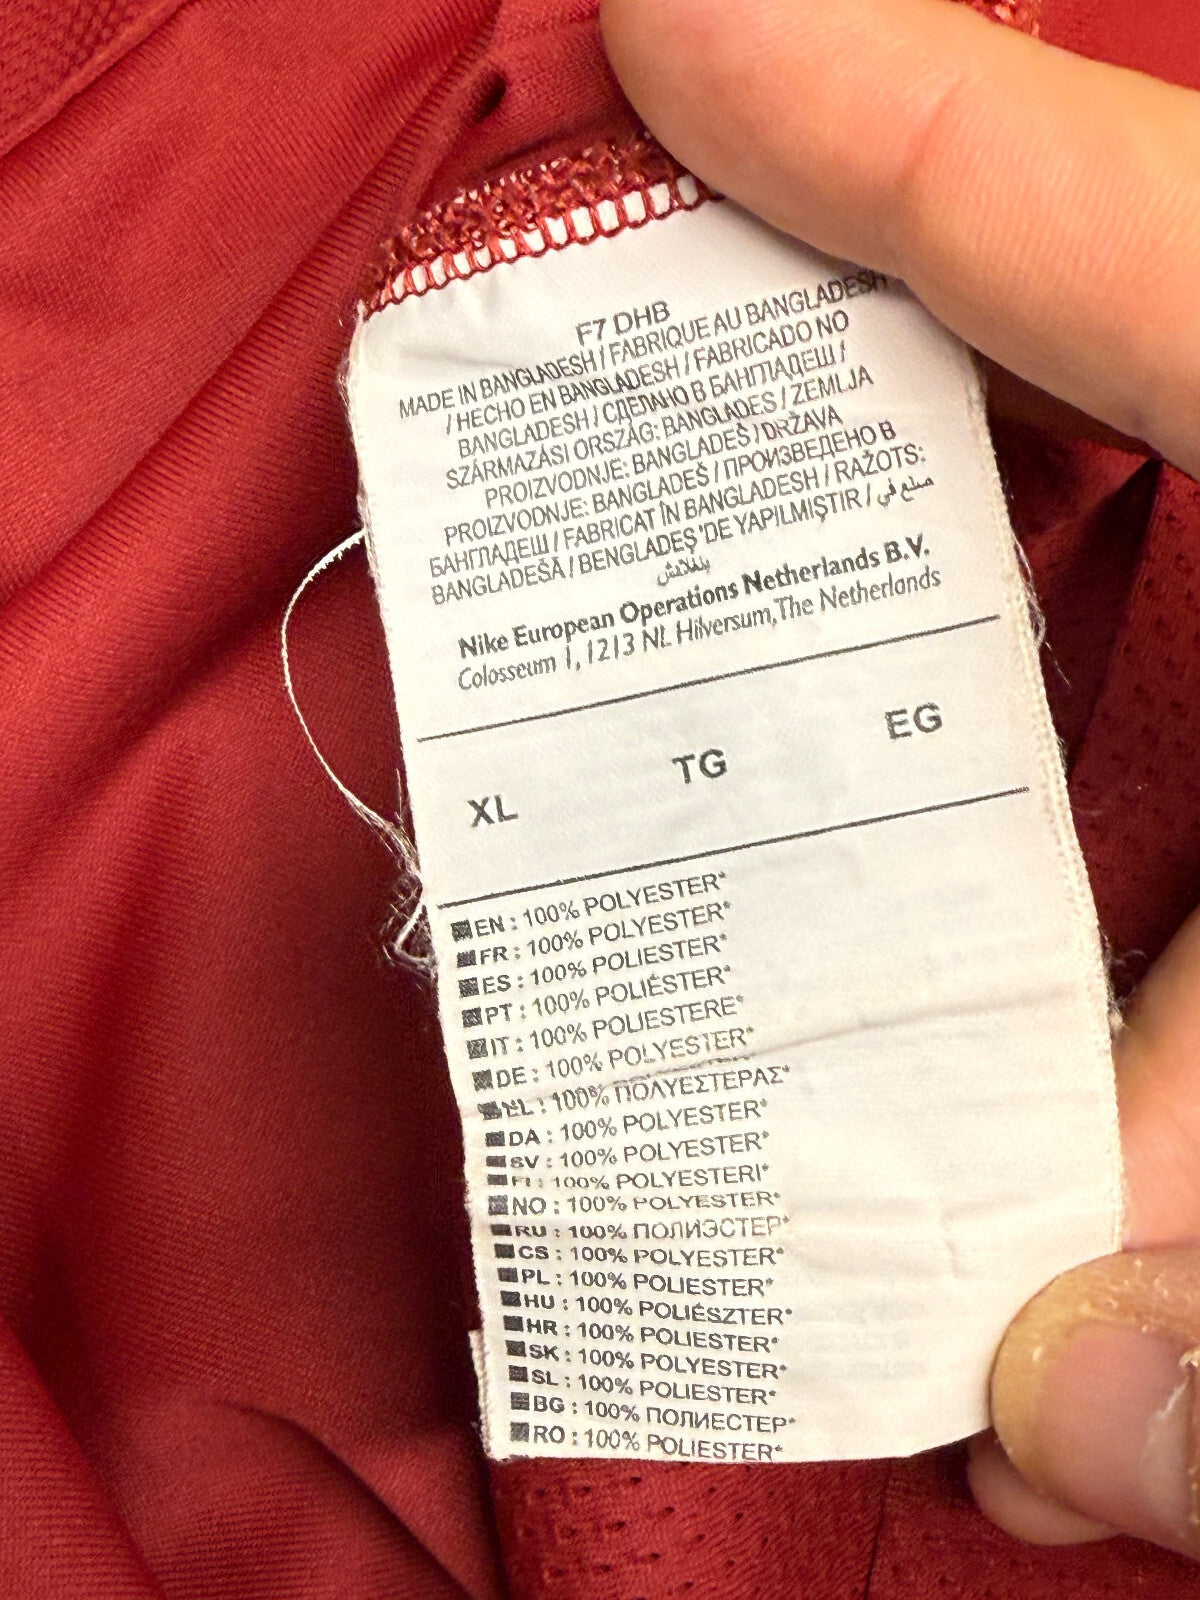 F7 DHB
MADE IN BANGLADESH / FABRIQUE AU BANGLADESH
/ HECHO EN BANGLADESH / FABRICADO NO
BANGLADESH / СДЕЛАНО В БАНГЛАДЕШ /
SZÁRMAZÁSI ORSZÁG: BANGLADES / ZEMLJA
PROIZVODNJE: BANGLADEŠ / DRŽAVA
PROIZVODNJE: BANGLADEŠ / ПРОИЗВЕДЕНО В
БАНГЛАДЕШ / FABRICAT ÎN BANGLADESH / RAŽOTS:
BANGLADEŠĀ / BENGLADEŞ'DE YAPILMIŞTIR / صنع في
بنغلادش
Nike European Operations Netherlands B.V.
Colosseum 1, 1213 NL Hilversum, The Netherlands
XL TG EG
EN : 100% POLYESTER*
FR : 100% POLYESTER*
ES : 100% POLIESTER*
PT : 100% POLIÉSTER*
IT : 100% POLIESTERE*
DE : 100% POLYESTER*
EL : 100% ΠΟΛΥΕΣΤΕΡΑΣ*
DA : 100% POLYESTER*
SV : 100% POLYESTER*
FI : 100% POLYESTERI*
NO : 100% POLYESTER*
RU : 100% ПОЛИЭСТЕР*
CS : 100% POLYESTER*
PL : 100% POLIESTER*
HU : 100% POLIÉSZTER*
HR : 100% POLIESTER*
SK : 100% POLYESTER*
SL : 100% POLIESTER*
BG : 100% ПОЛИЕСТЕР*
RO : 100% POLIESTER*